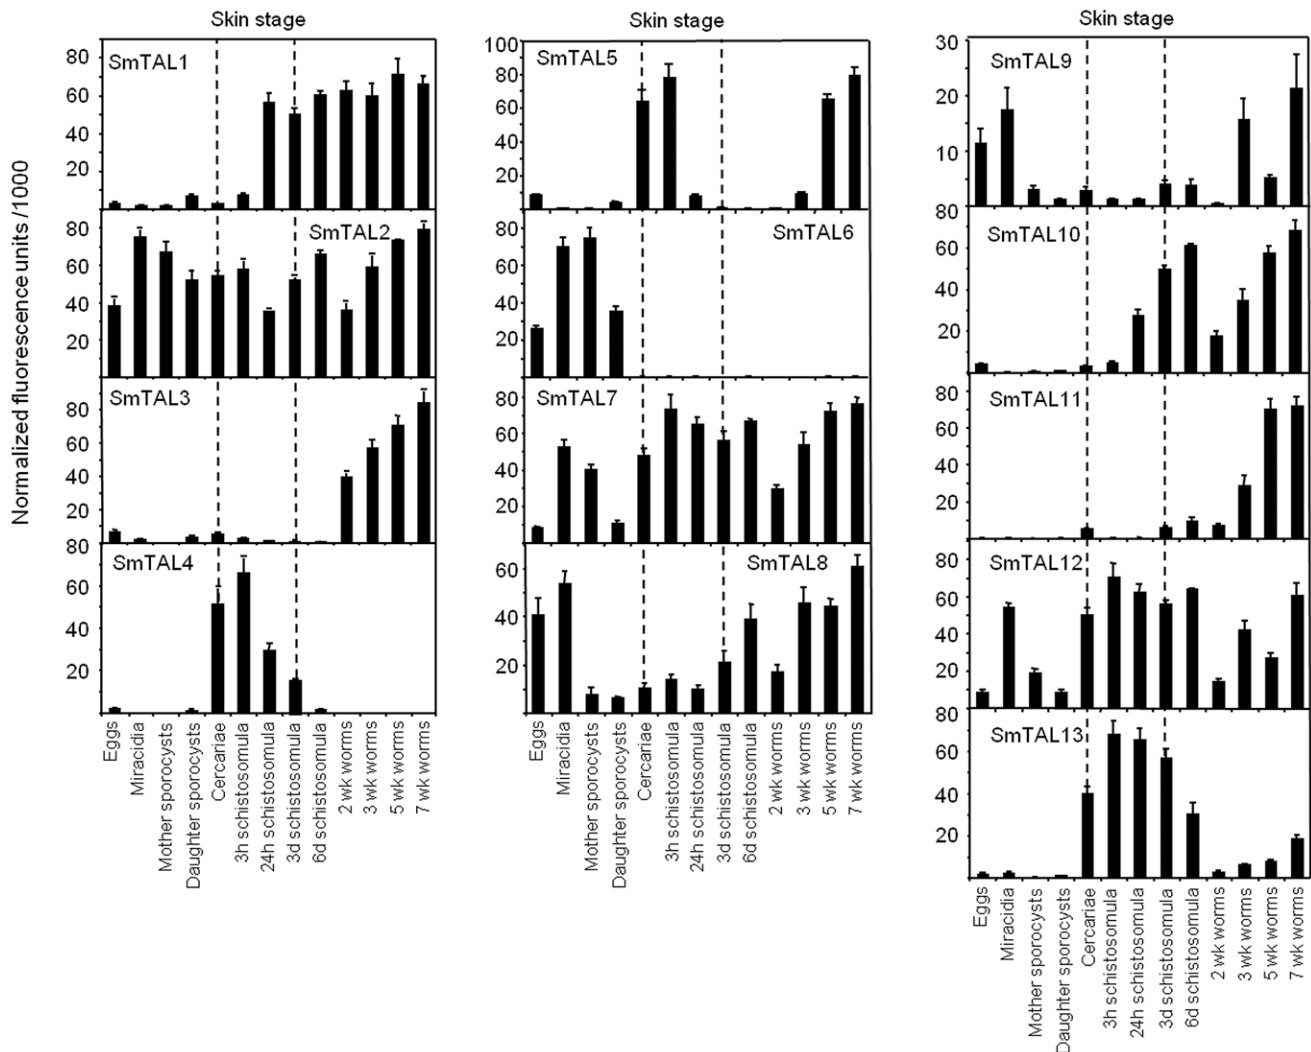 Skin stage
Skin stage
Skin stage
Normalized fluorescence units /1000
SmTAL1
80
60
40
20
SmTAL2
80
60
40
20
SmTAL3
80
60
40
20
SmTAL4
80
60
40
20
Eggs
Miracidia
Mother sporocysts
Daughter sporocysts
Cercariae
3h schistosomula
24h schistosomula
3d schistosomula
6d schistosomula
2 wk worms
3 wk worms
5 wk worms
7 wk worms
SmTAL5
100
80
60
40
20
SmTAL6
80
60
40
20
SmTAL7
80
60
40
20
SmTAL8
60
40
20
Eggs
Miracidia
Mother sporocysts
Daughter sporocysts
Cercariae
3h schistosomula
24h schistosomula
3d schistosomula
6d schistosomula
2 wk worms
3 wk worms
5 wk worms
7 wk worms
SmTAL9
30
20
10
SmTAL10
80
60
40
20
SmTAL11
80
60
40
20
SmTAL12
80
60
40
20
SmTAL13
80
60
40
20
Eggs
Miracidia
Mother sporocysts
Daughter sporocysts
Cercariae
3h schistosomula
24h schistosomula
3d schistosomula
6d schistosomula
2 wk worms
3 wk worms
5 wk worms
7 wk worms